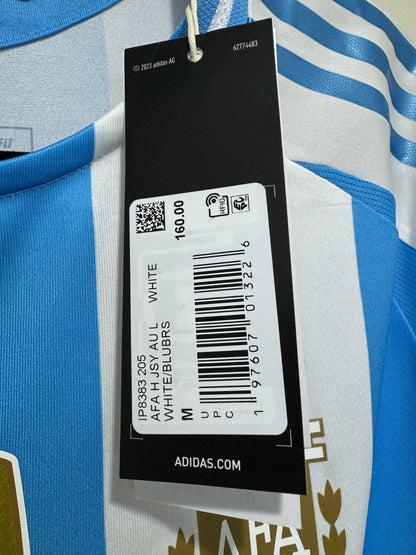 © 2023 adidas AG
62774483
160.00
IP8383 205
AFA H JSY AU L WHITE
WHITE/BLUBRS
M
UPC
1 97607 01322 6
ADIDAS.COM
AFA